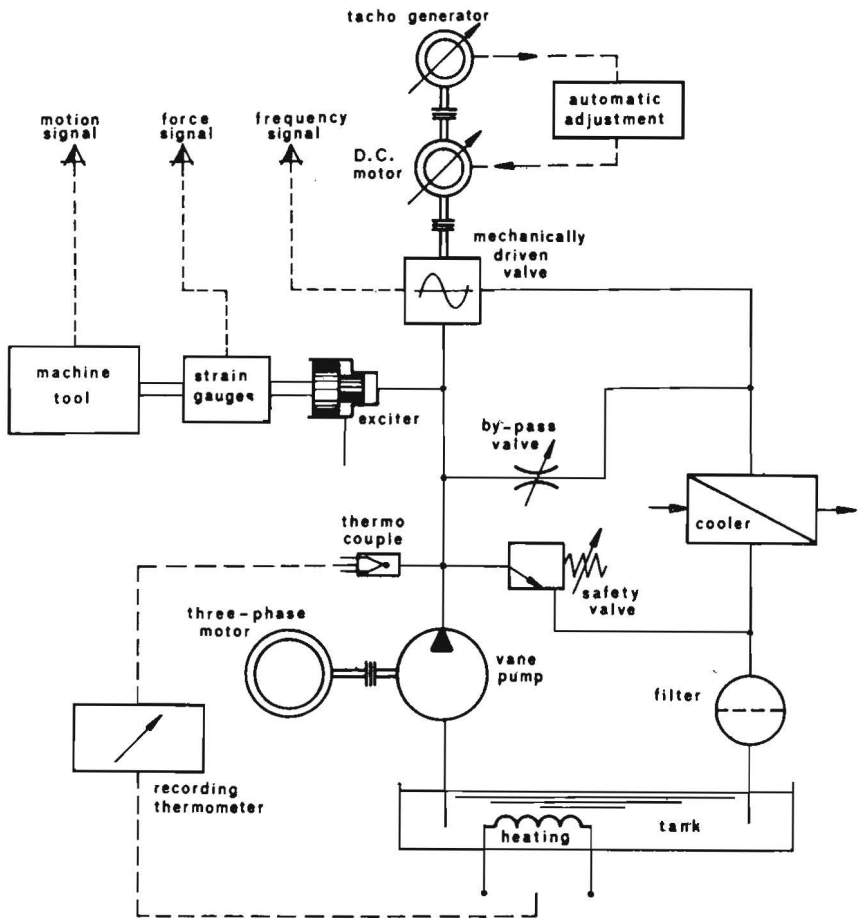 tacho generator
automatic
adjustment
motion
signal
force
signal
frequency
signal
D.C.
motor
mechanically
driven
valve
machine
tool
strain
gauges
exciter
by-pass
valve
cooler
thermo
couple
safety
valve
three-phase
motor
vane
pump
filter
recording
thermometer
heating
tank